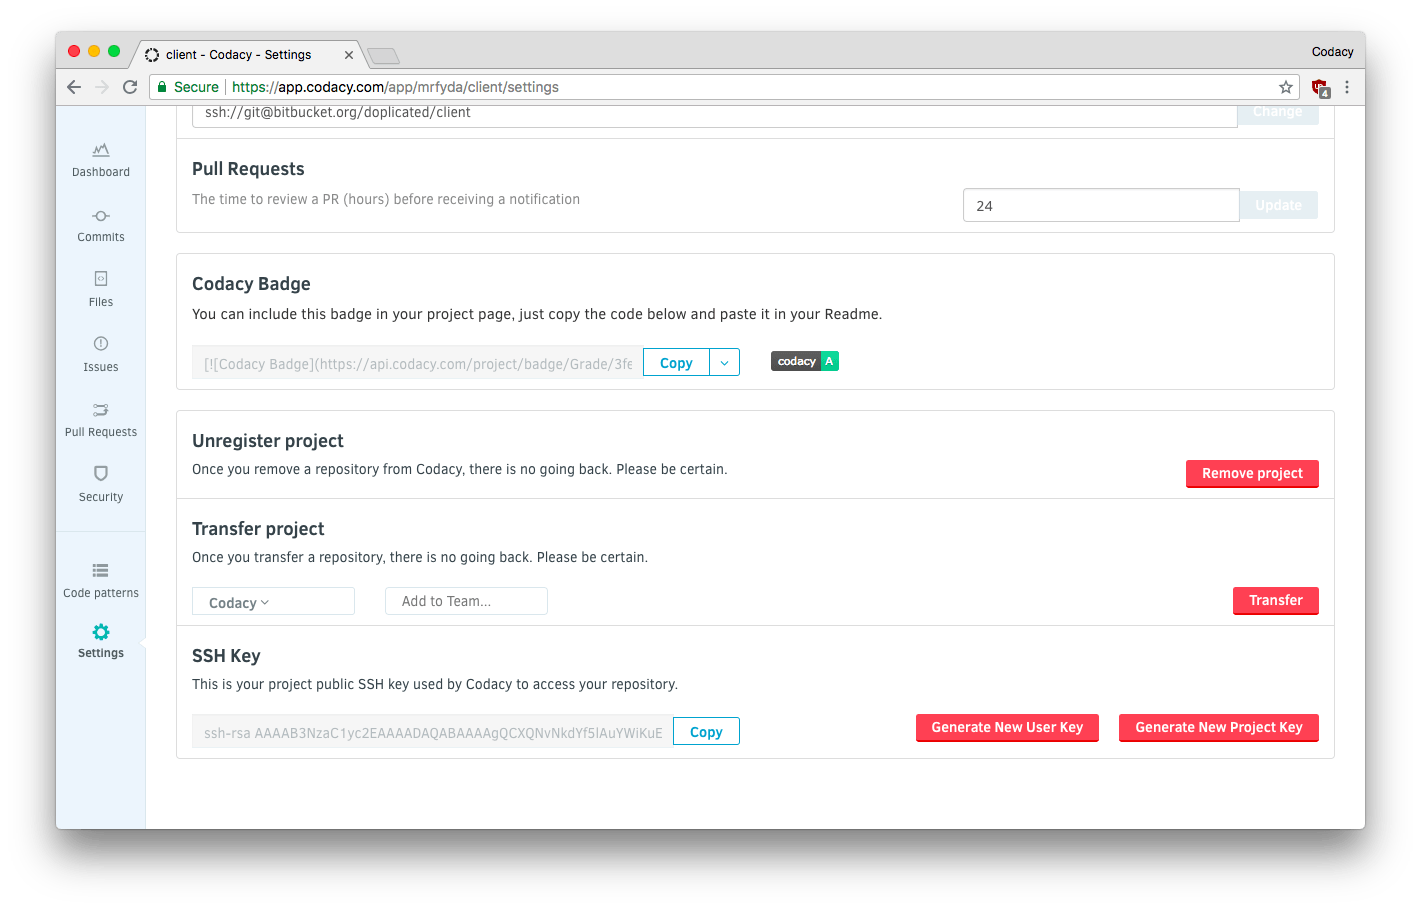 client - Codacy - Settings
Codacy
Secure https://app.codacy.com/app/mrfyda/client/settings
4
ssh://git@bitbucket.org/doplicated/client
Change
Dashboard
Commits
Files
Issues
Pull Requests
Security
Code patterns
Settings
Pull Requests
The time to review a PR (hours) before receiving a notification
24
Update
Codacy Badge
You can include this badge in your project page, just copy the code below and paste it in your Readme.
[![Codacy Badge](https://api.codacy.com/project/badge/Grade/3fe
Copy
codacy A
Unregister project
Once you remove a repository from Codacy, there is no going back. Please be certain.
Remove project
Transfer project
Once you transfer a repository, there is no going back. Please be certain.
Codacy
Add to Team...
Transfer
SSH Key
This is your project public SSH key used by Codacy to access your repository.
ssh-rsa AAAAB3NzaC1yc2EAAAADAQABAAAAgQCXQNvNkdYf5lAuYWiKuE
Copy
Generate New User Key
Generate New Project Key